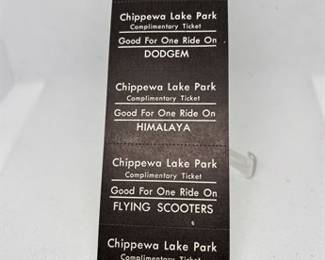 Chippewa Lake Park
Complimentary Ticket
Good For One Ride On
DODGEM
Chippewa Lake Park
Complimentary Ticket
Good For One Ride On
HIMALAYA
Chippewa Lake Park
Complimentary Ticket
Good For One Ride On
FLYING SCOOTERS
Chippewa Lake Park
Complimentary Ticket